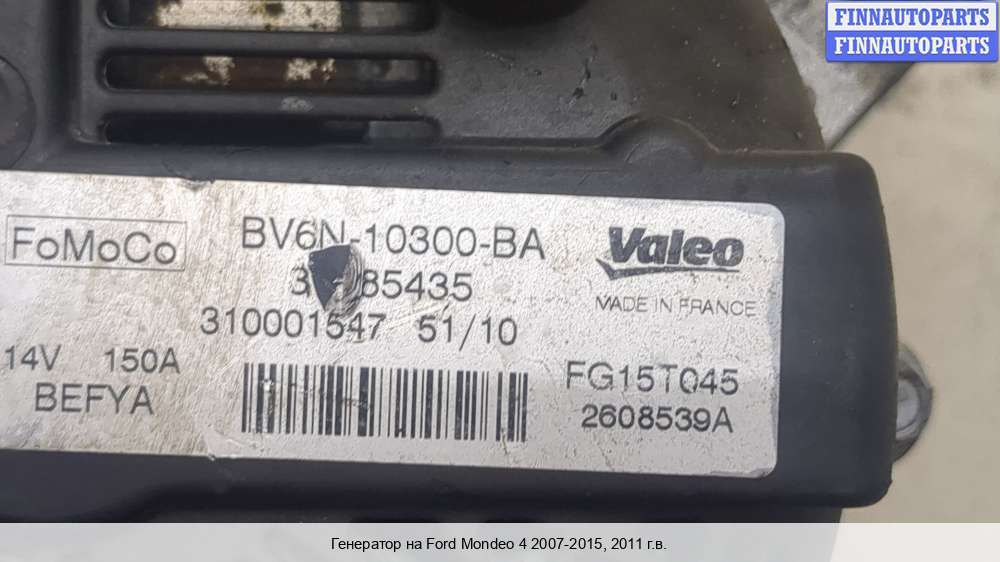 FINNAUTOPARTS
FINNAUTOPARTS
FoMoCo
BV6N-10300-BA
Valeo
85435
MADE IN FRANCE
310001547 51/10
14V 150A
FG15T045
BEFYA
2608539A
Генератор на Ford Mondeo 4 2007-2015, 2011 г.в.